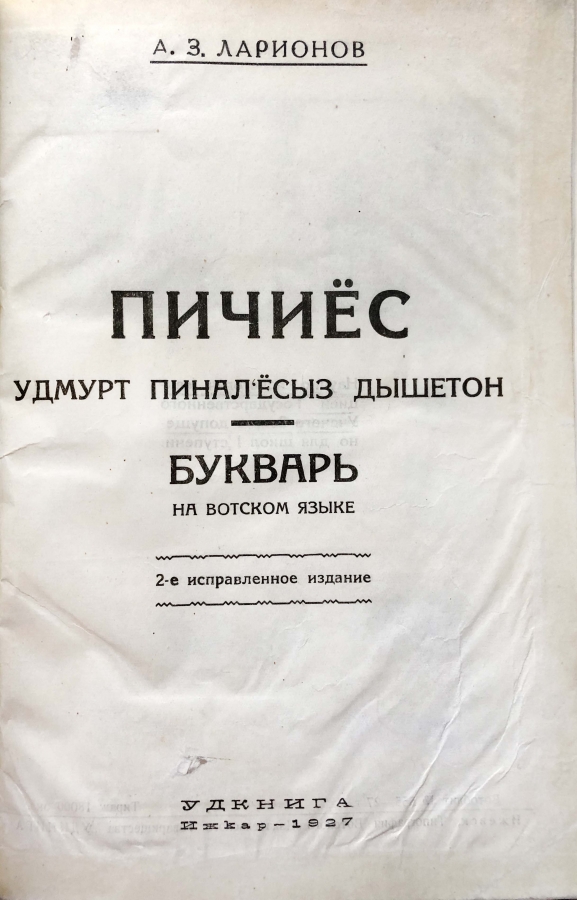 А. З. ЛАРИОНОВ
ПИЧИЁС
УДМУРТ ПИНАЛ'ЁСЫЗ ДЫШЕТОН
БУКВАРЬ
НА ВОТСКОМ ЯЗЫКЕ
2-е исправленное издание
УДКНИГА
Ижкар—1927